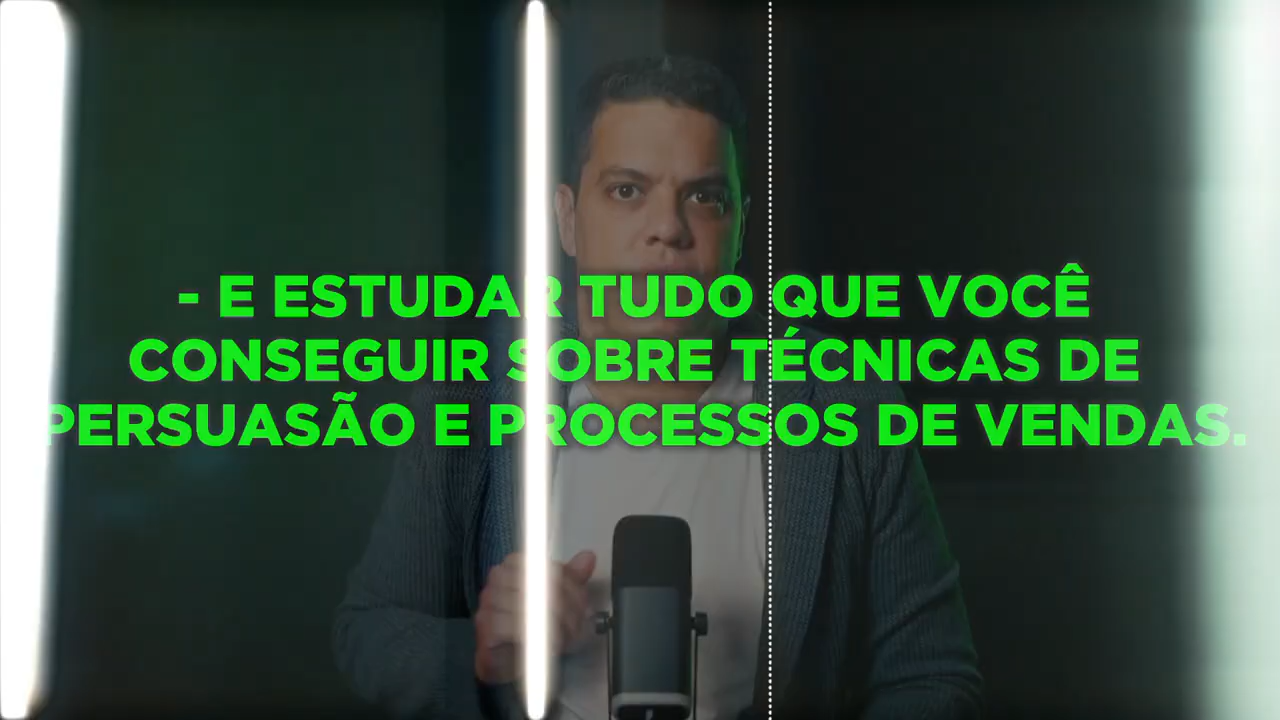 - E ESTUDAR TUDO QUE VOCÊ
CONSEGUIR SOBRE TÉCNICAS DE
PERSUASÃO E PROCESSOS DE VENDAS.